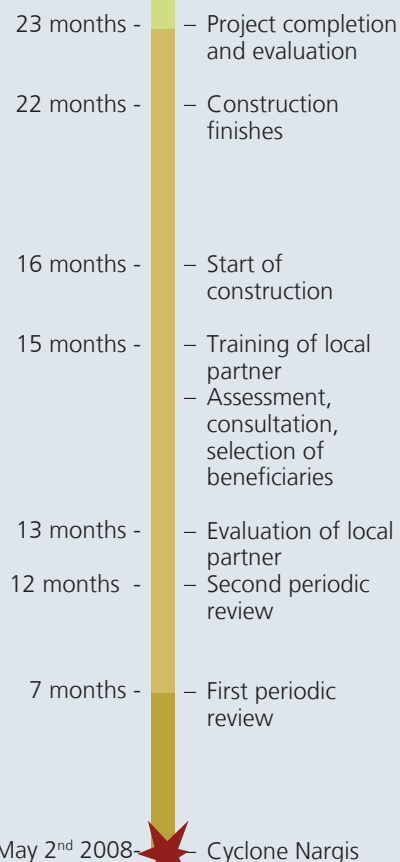 23 months - – Project completion
and evaluation
22 months - – Construction
finishes
16 months - – Start of
construction
15 months - – Training of local
partner
– Assessment,
consultation,
selection of
beneficiaries
13 months - – Evaluation of local
partner
12 months - – Second periodic
review
7 months - – First periodic
review
May 2nd 2008- – Cyclone Nargis